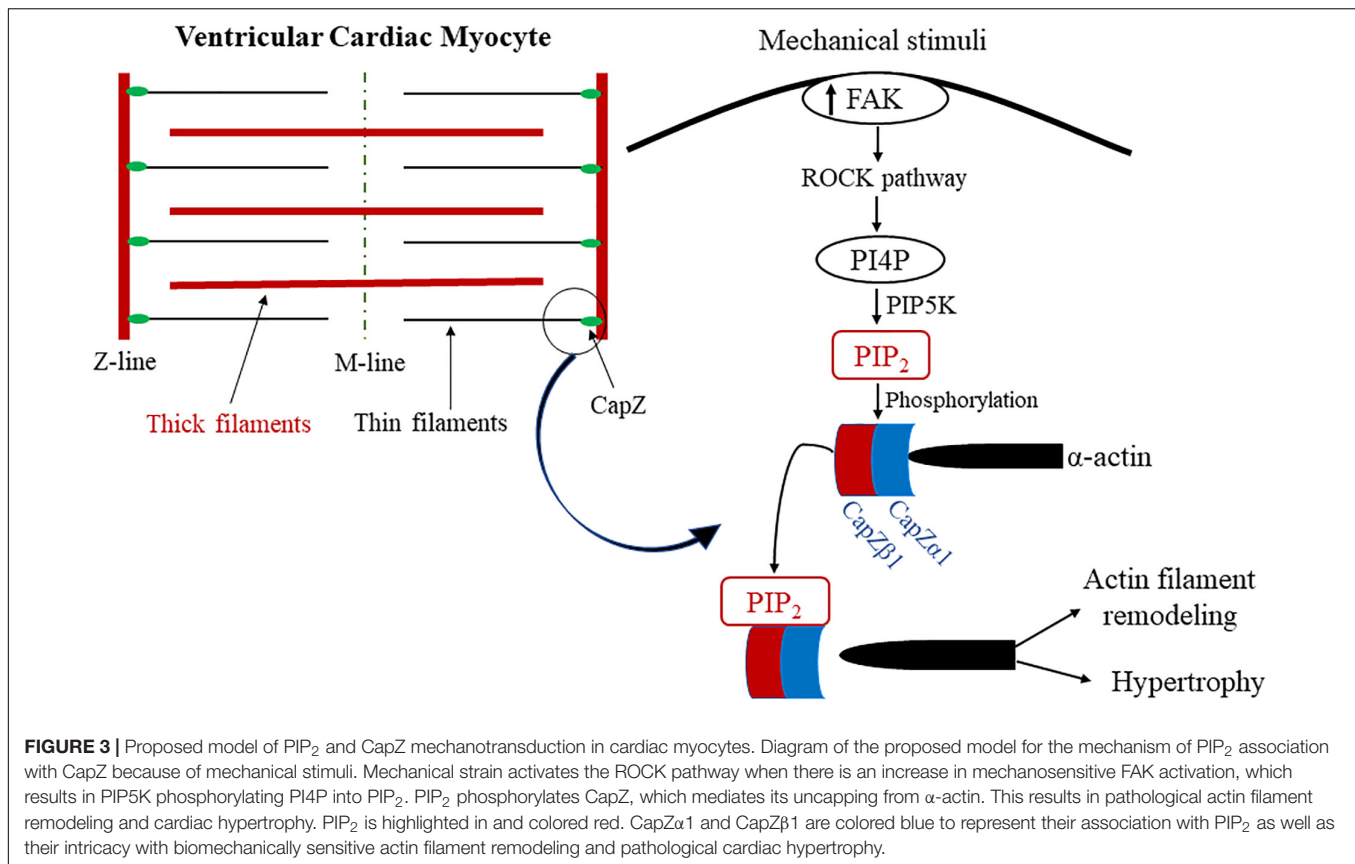 Ventricular Cardiac Myocyte
Z-line
M-line
Thick filaments
Thin filaments
CapZ
Mechanical stimuli
FAK
ROCK pathway
PI4P
PIP5K
PIP₂
Phosphorylation
α-actin
CapZβ1
CapZα1
PIP₂
Actin filament
remodeling
Hypertrophy
FIGURE 3 | Proposed model of PIP₂ and CapZ mechanotransduction in cardiac myocytes. Diagram of the proposed model for the mechanism of PIP₂ association
with CapZ because of mechanical stimuli. Mechanical strain activates the ROCK pathway when there is an increase in mechanosensitive FAK activation, which
results in PIP5K phosphorylating PI4P into PIP₂. PIP₂ phosphorylates CapZ, which mediates its uncapping from α-actin. This results in pathological actin filament
remodeling and cardiac hypertrophy. PIP₂ is highlighted in and colored red. CapZα1 and CapZβ1 are colored blue to represent their association with PIP₂ as well as
their intricacy with biomechanically sensitive actin filament remodeling and pathological cardiac hypertrophy.